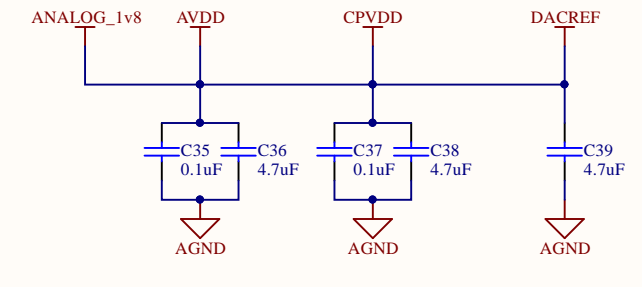 ANALOG_1v8 AVDD CPVDD DACREF
C35 C36 C37 C38 C39
0.1uF 4.7uF 0.1uF 4.7uF 4.7uF
AGND AGND AGND